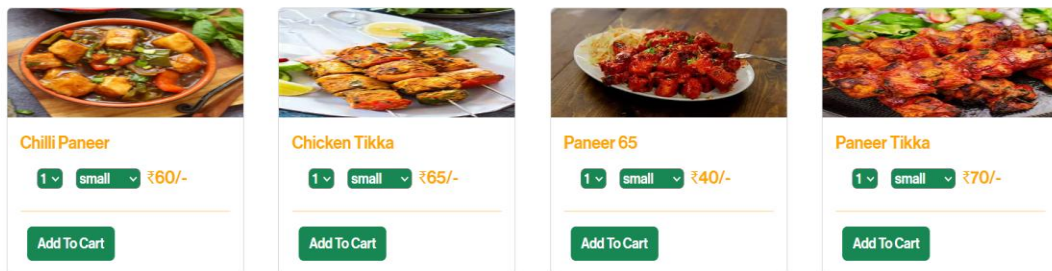 Chilli Paneer
1 small ₹60/-
Add To Cart
Chicken Tikka
1 small ₹65/-
Add To Cart
Paneer 65
1 small ₹40/-
Add To Cart
Paneer Tikka
1 small ₹70/-
Add To Cart